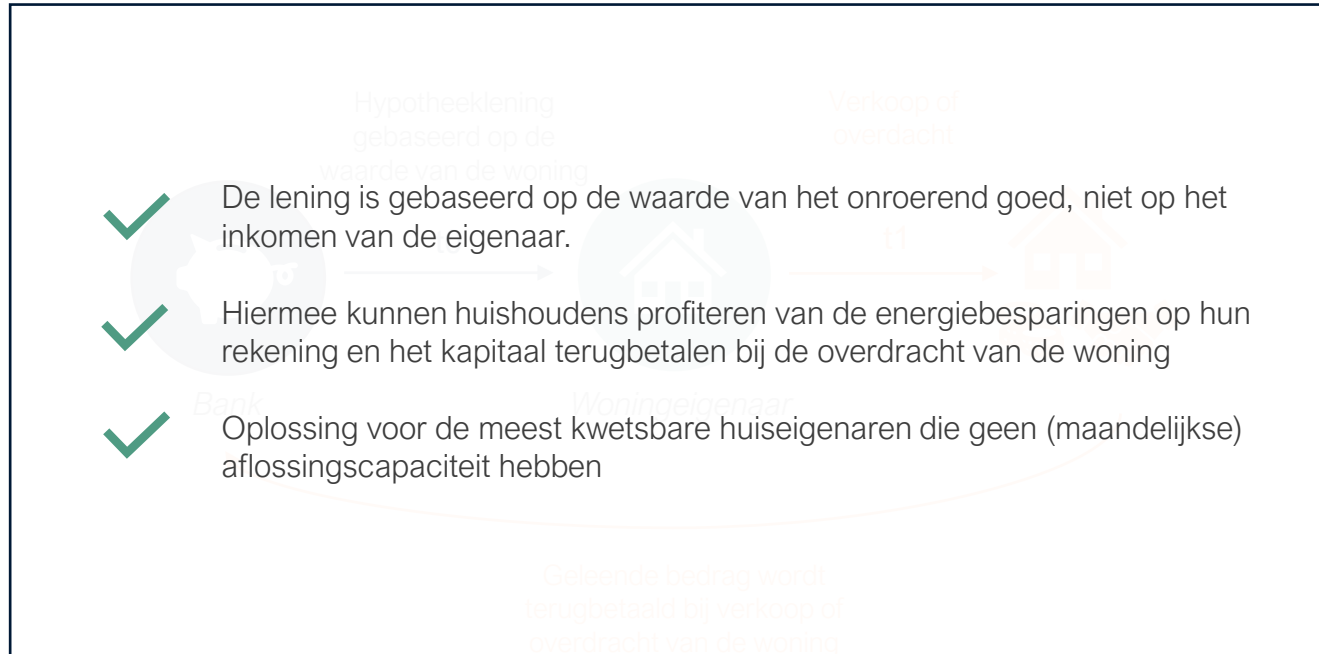 Hypotheeklening
gebaseerd op de
waarde van de woning
Verkoop of
overdacht
De lening is gebaseerd op de waarde van het onroerend goed, niet op het
inkomen van de eigenaar.
t1
Hiermee kunnen huishoudens profiteren van de energiebesparingen op hun
rekening en het kapitaal terugbetalen bij de overdracht van de woning
Bank
Woningeigenaar
Oplossing voor de meest kwetsbare huiseigenaren die geen (maandelijkse)
aflossingscapaciteit hebben
Geleende bedrag wordt
terugbetaald bij verkoop of
overdracht van de woning